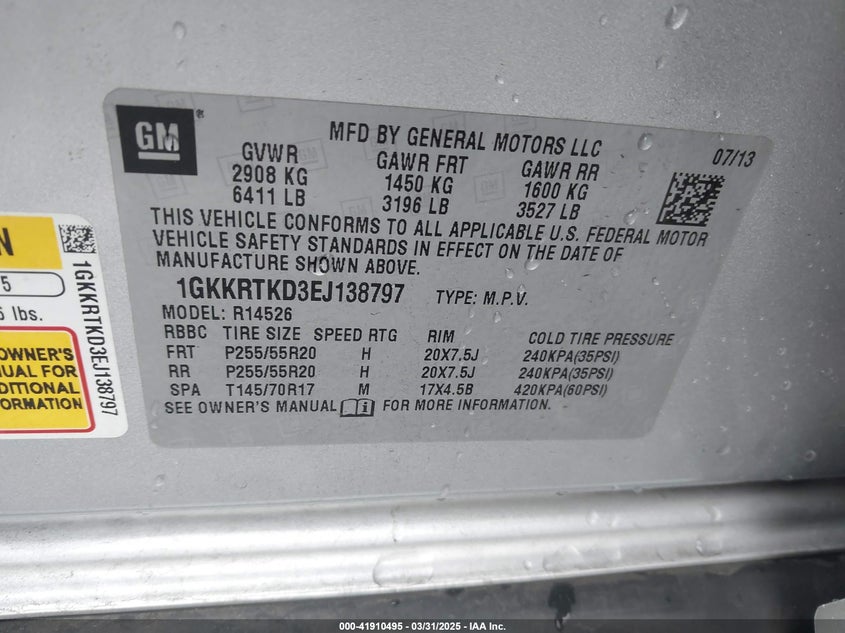 GM
®
MFD BY GENERAL MOTORS LLC
07/13
GVWR GAWR FRT GAWR RR
2908 KG 1450 KG 1600 KG
6411 LB 3196 LB 3527 LB
THIS VEHICLE CONFORMS TO ALL APPLICABLE U.S. FEDERAL MOTOR
VEHICLE SAFETY STANDARDS IN EFFECT ON THE DATE OF
MANUFACTURE SHOWN ABOVE.
1GKKRTKD3EJ138797 TYPE: M.P.V.
MODEL: R14526
RBBC TIRE SIZE SPEED RTG RIM COLD TIRE PRESSURE
FRT P255/55R20 H 20X7.5J 240KPA(35PSI)
RR P255/55R20 H 20X7.5J 240KPA(35PSI)
SPA T145/70R17 M 17X4.5B 420KPA(60PSI)
SEE OWNER'S MANUAL i FOR MORE INFORMATION.
N
5
lbs.
OWNER'S
FOR
1GKKRTKD3EJ138797
000-41910495 - 03/31/2025 - IAA Inc.